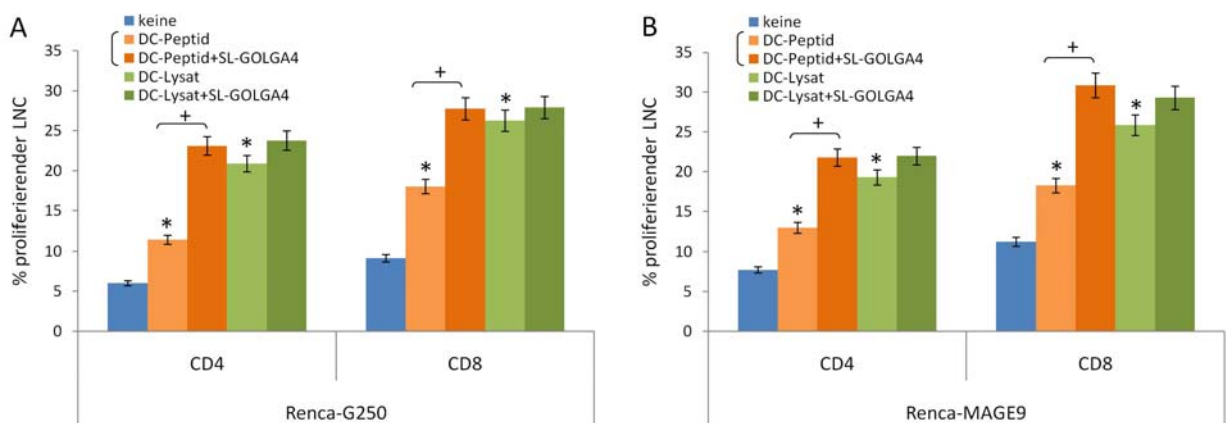 A
keine
DC-Peptid
DC-Peptid+SL-GOLGA4
DC-Lysat
DC-Lysat+SL-GOLGA4
% proliferierender LNC
35
30
25
20
15
10
5
0
*
+
*
*
+
*
CD4
CD8
Renca-G250
B
keine
DC-Peptid
DC-Peptid+SL-GOLGA4
DC-Lysat
DC-Lysat+SL-GOLGA4
% proliferierender LNC
35
30
25
20
15
10
5
0
*
+
*
*
+
*
CD4
CD8
Renca-MAGE9